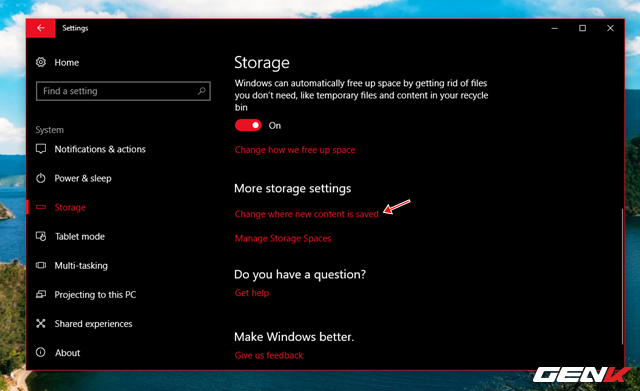 Settings
Home
Find a setting
System
Notifications & actions
Power & sleep
Storage
Tablet mode
Multi-tasking
Projecting to this PC
Shared experiences
About
Storage
Windows can automatically free up space by getting rid of files
you don't need, like temporary files and content in your recycle
bin
On
Change how we free up space
More storage settings
Change where new content is saved
Manage Storage Spaces
Do you have a question?
Get help
Make Windows better.
Give us feedback
GENK